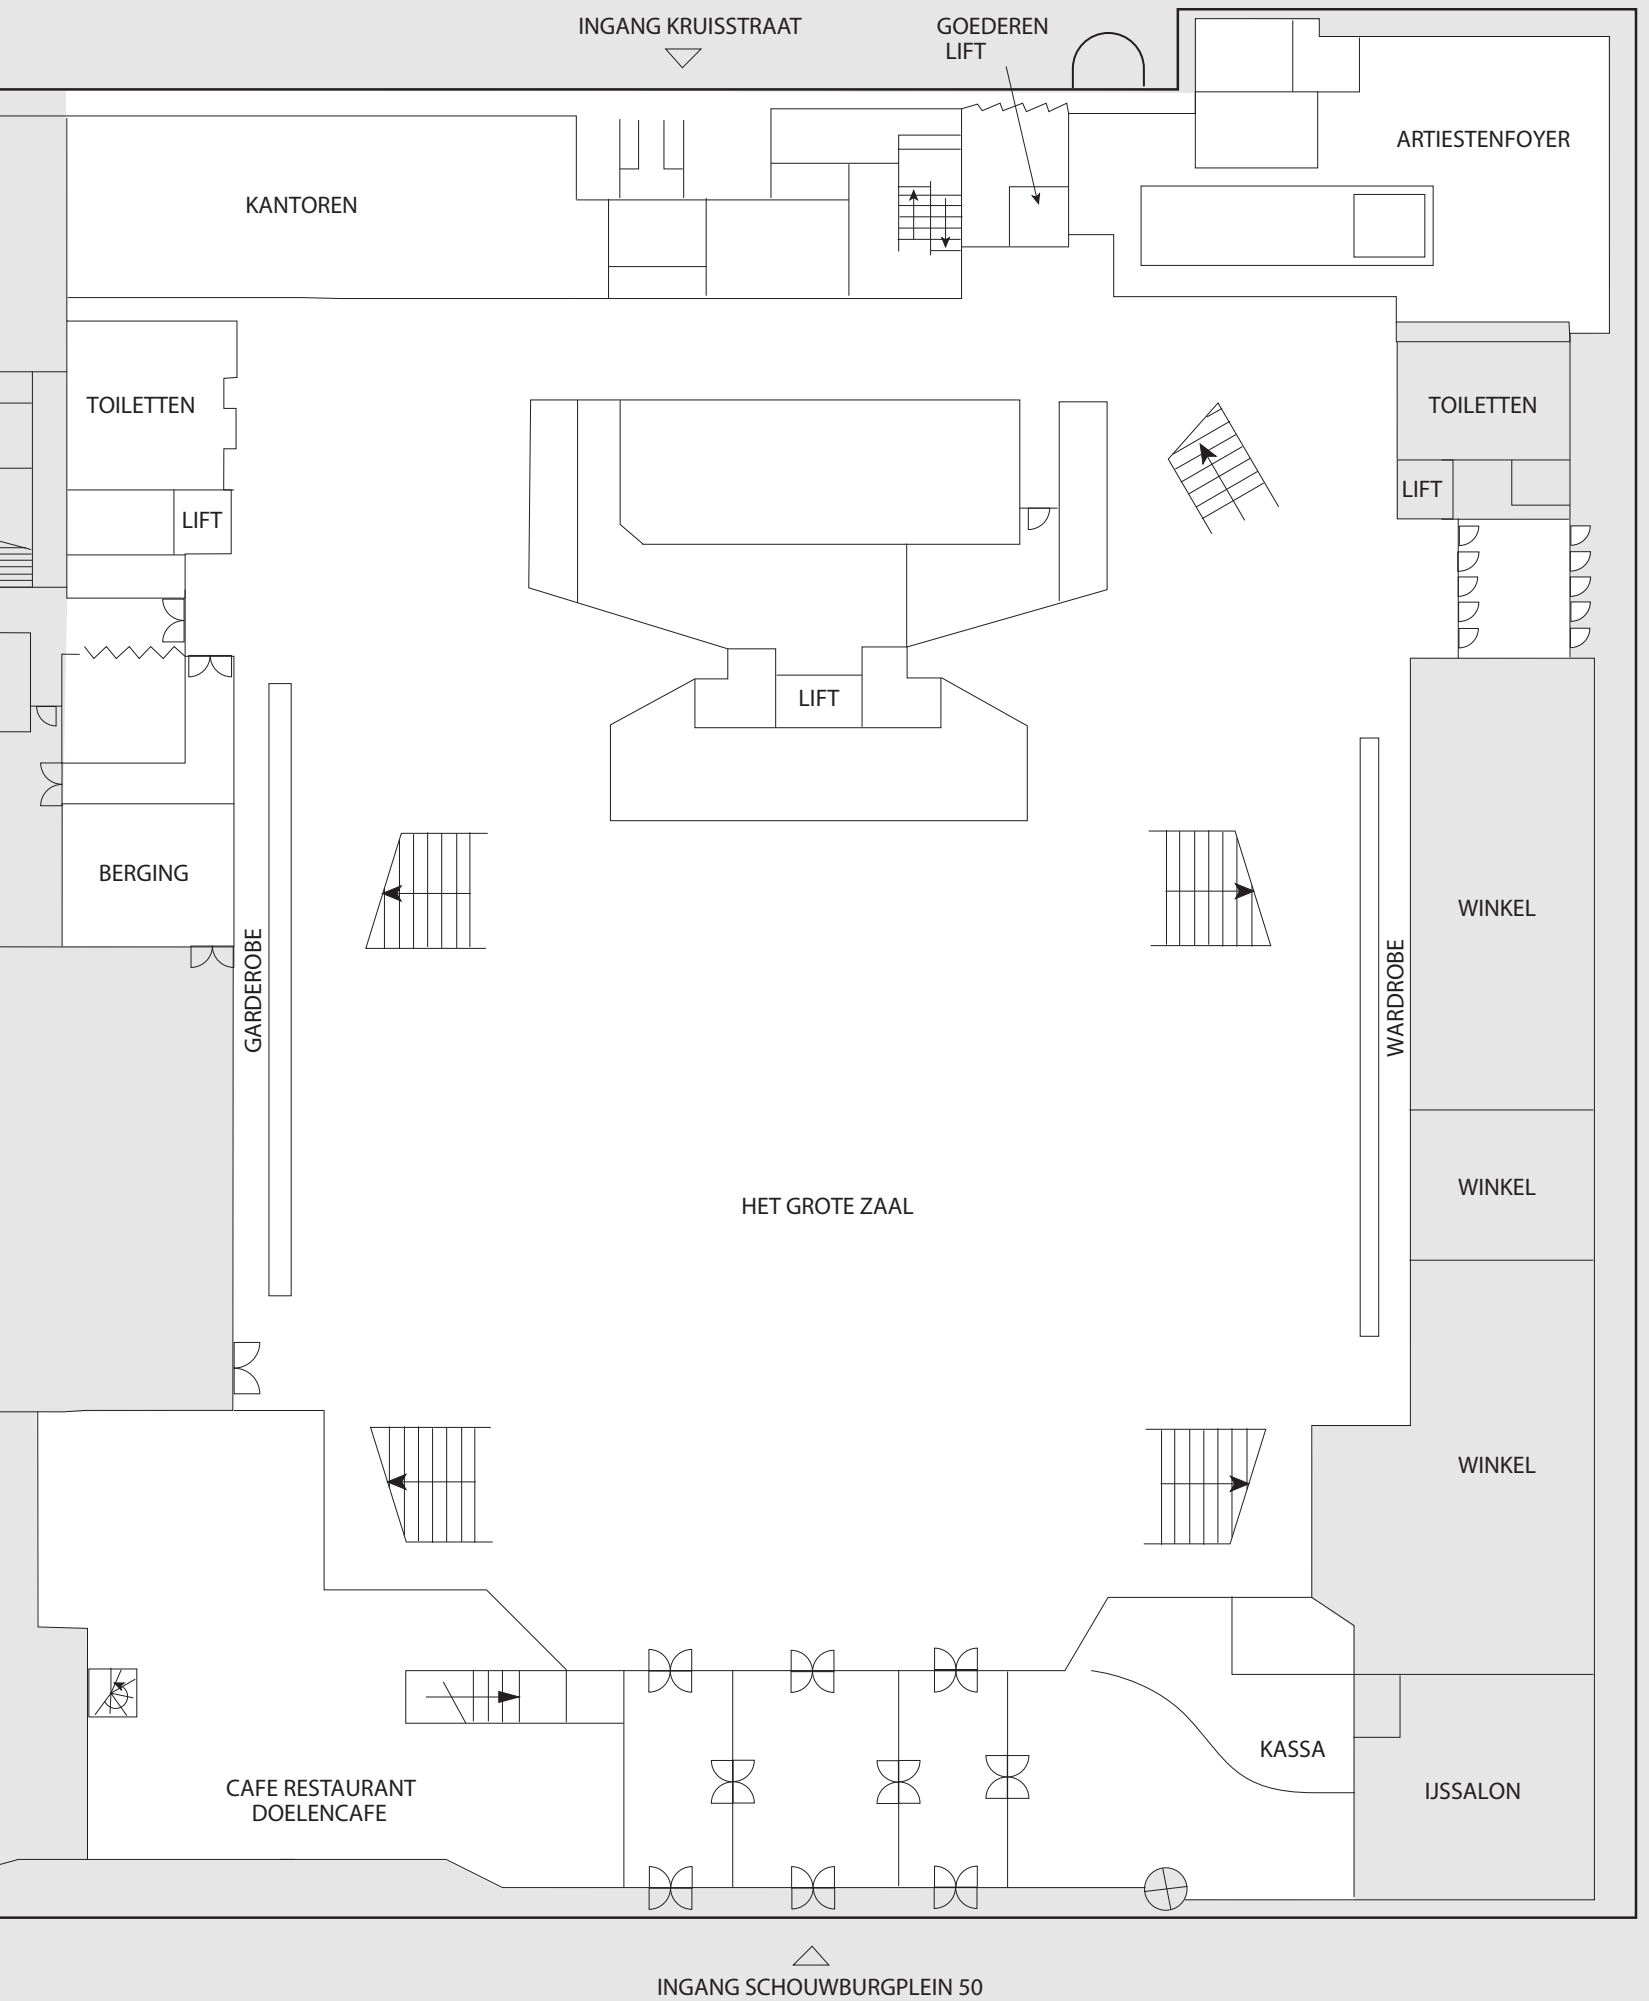 INGANG KRUISSTRAAT
GOEDEREN
LIFT
ARTIESTENFOYER
KANTOREN
TOILETTEN
TOILETTEN
LIFT
LIFT
LIFT
BERGING
WINKEL
GARDEROBE
WARDROBE
WINKEL
HET GROTE ZAAL
WINKEL
KASSA
CAFE RESTAURANT
DOELENCAFE
IJSSALON
INGANG SCHOUWBURGPLEIN 50